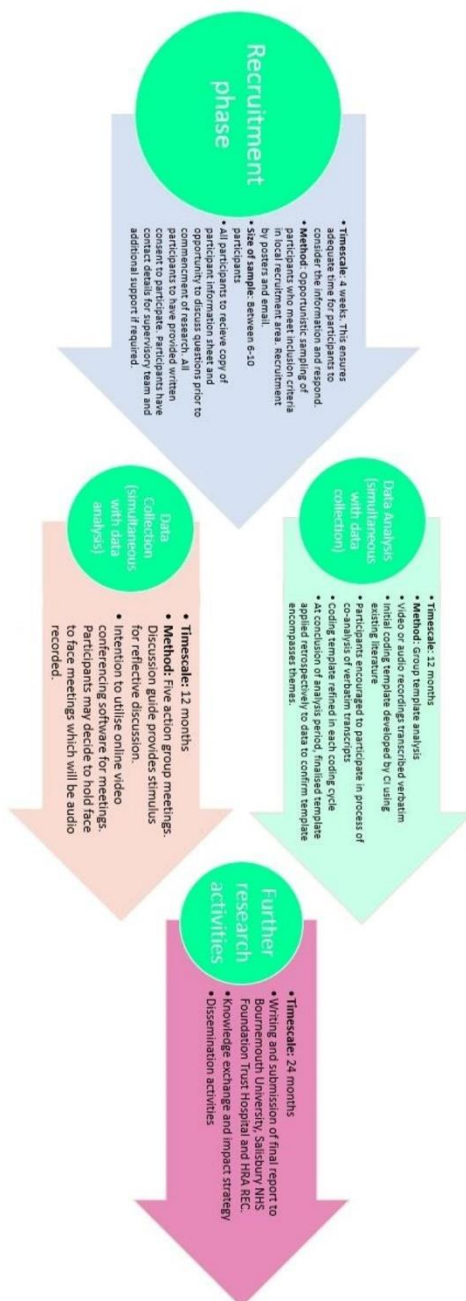 Recruitment
phase
• Timescale: 4 weeks. This ensures
adequate time for participants to
consider the information and respond.
• Method: Opportunistic sampling of
participants who meet inclusion criteria
in local recruitment area. Recruitment
by posters and email.
• Size of sample: Between 6-10
participants
• All participants to recieve copy of
participant information sheet and
opportunity to discuss questions prior to
commencment of research. All
participants to have provided written
consent to participate. Participants have
contact details for supervisory team and
additional support if required.
Data Analysis
(simultaneous
with data
collection)
• Timescale: 12 months
• Method: Group template analysis
• Video or audio recordings transcribed verbatim
• Initial coding template developed by CI using
existing literature
• Participants encouraged to participate in process of
co-analysis of verbatim transcripts
• Coding template refined in each coding cycle
• At conclusion of analysis period, finalised template
applied retrospectively to data to confirm template
encompasses themes.
Data
Collection
(simultaneous
with data
analysis)
• Timescale: 12 months
• Method: Five action group meetings.
Discussion guide provides stimulus
for reflective discussion.
• Intention to utilise online video
conferencing software for meetings.
Participants may decide to hold face
to face meetings which will be audio
recorded.
Further
research
activities
• Timescale: 24 months
• Writing and submission of final report to
Bournemouth University, Salisbury NHS
Foundation Trust Hospital and HRA REC.
• Knowledge exchange and impact strategy
• Dissemination activities